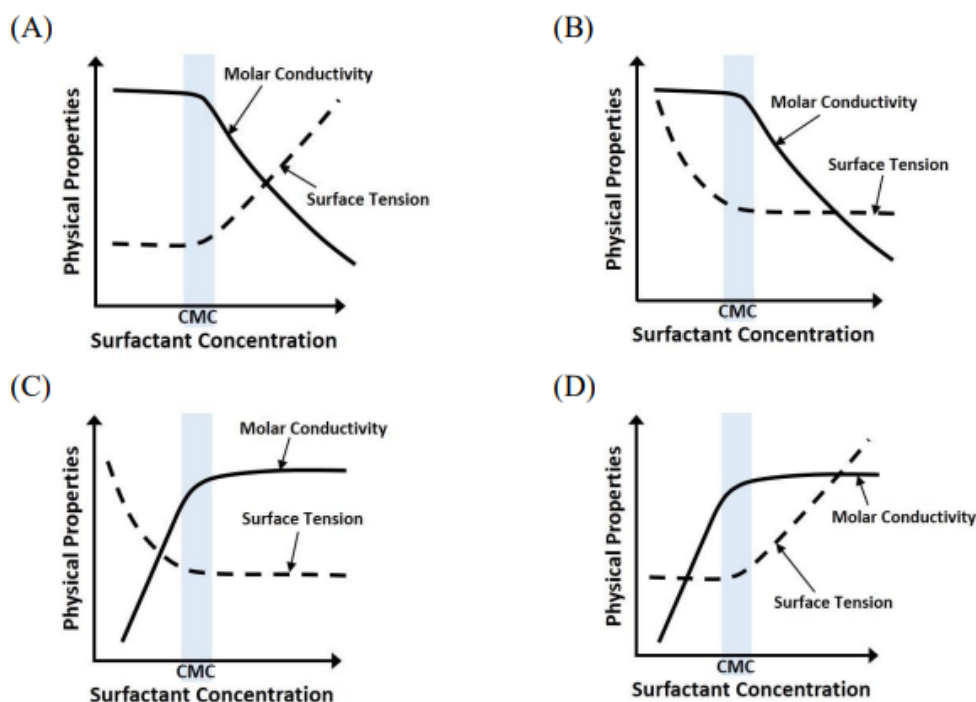 (A)
Physical Properties
Molar Conductivity
Surface Tension
CMC
Surfactant Concentration
(B)
Physical Properties
Molar Conductivity
Surface Tension
CMC
Surfactant Concentration
(C)
Physical Properties
Molar Conductivity
Surface Tension
CMC
Surfactant Concentration
(D)
Physical Properties
Molar Conductivity
Surface Tension
CMC
Surfactant Concentration